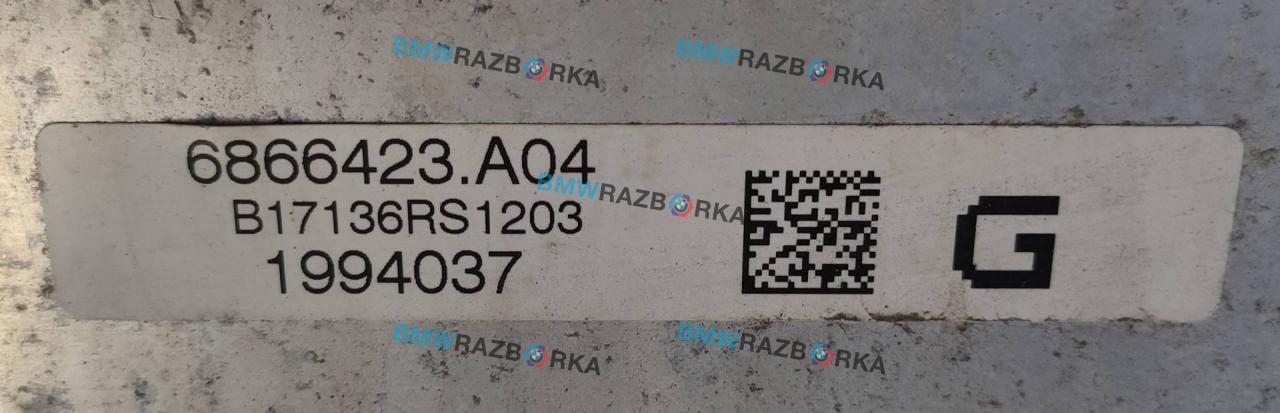 BMWRAZBORKA BMWRAZBORKA
6866423.A04
BMWRAZBORKA
B17136RS1203
G
1994037
BMWRAZBORKA BMWRAZBORKA